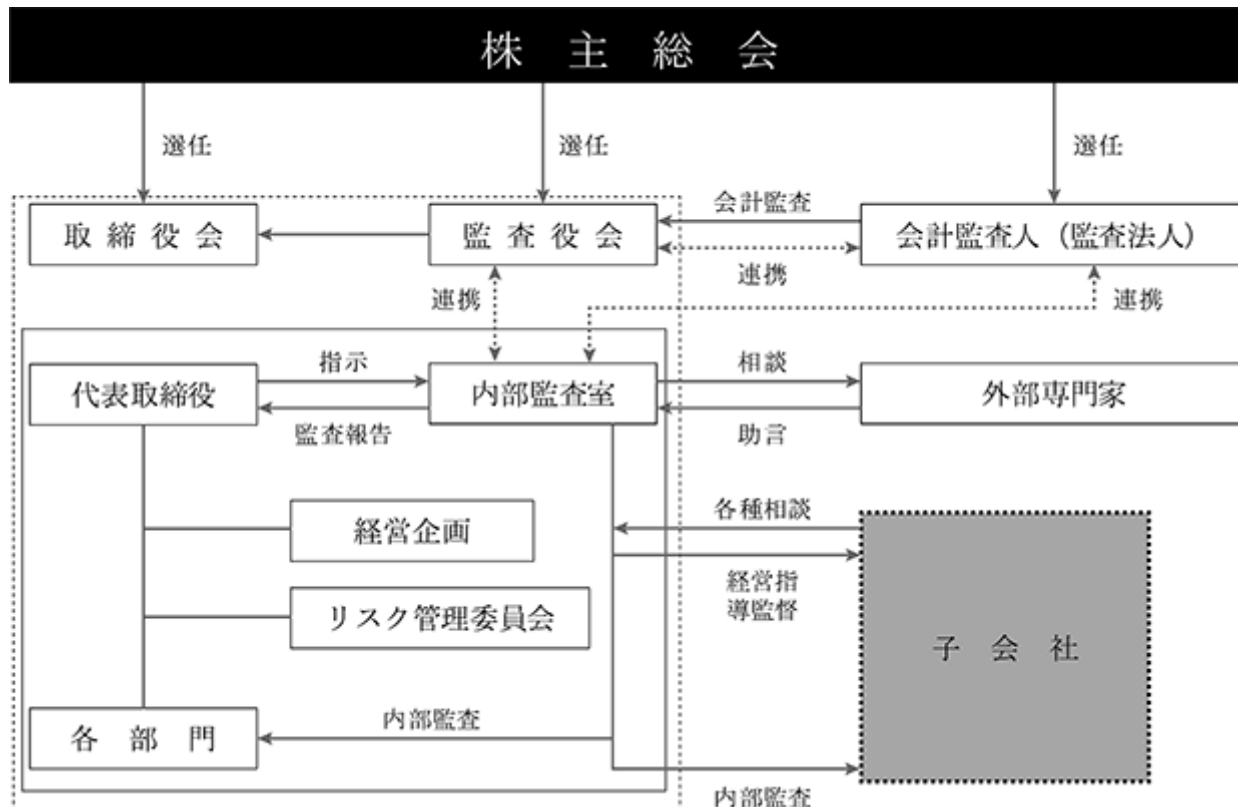 株主総会
選任
選任
選任
取締役会
監査役会
会計監査
会計監査人（監査法人）
連携
連携
連携
代表取締役
指示
監査報告
内部監査室
相談
助言
外部専門家
経営企画
各種相談
経営指
導監督
リスク管理委員会
子会社
各部門
内部監査
内部監査